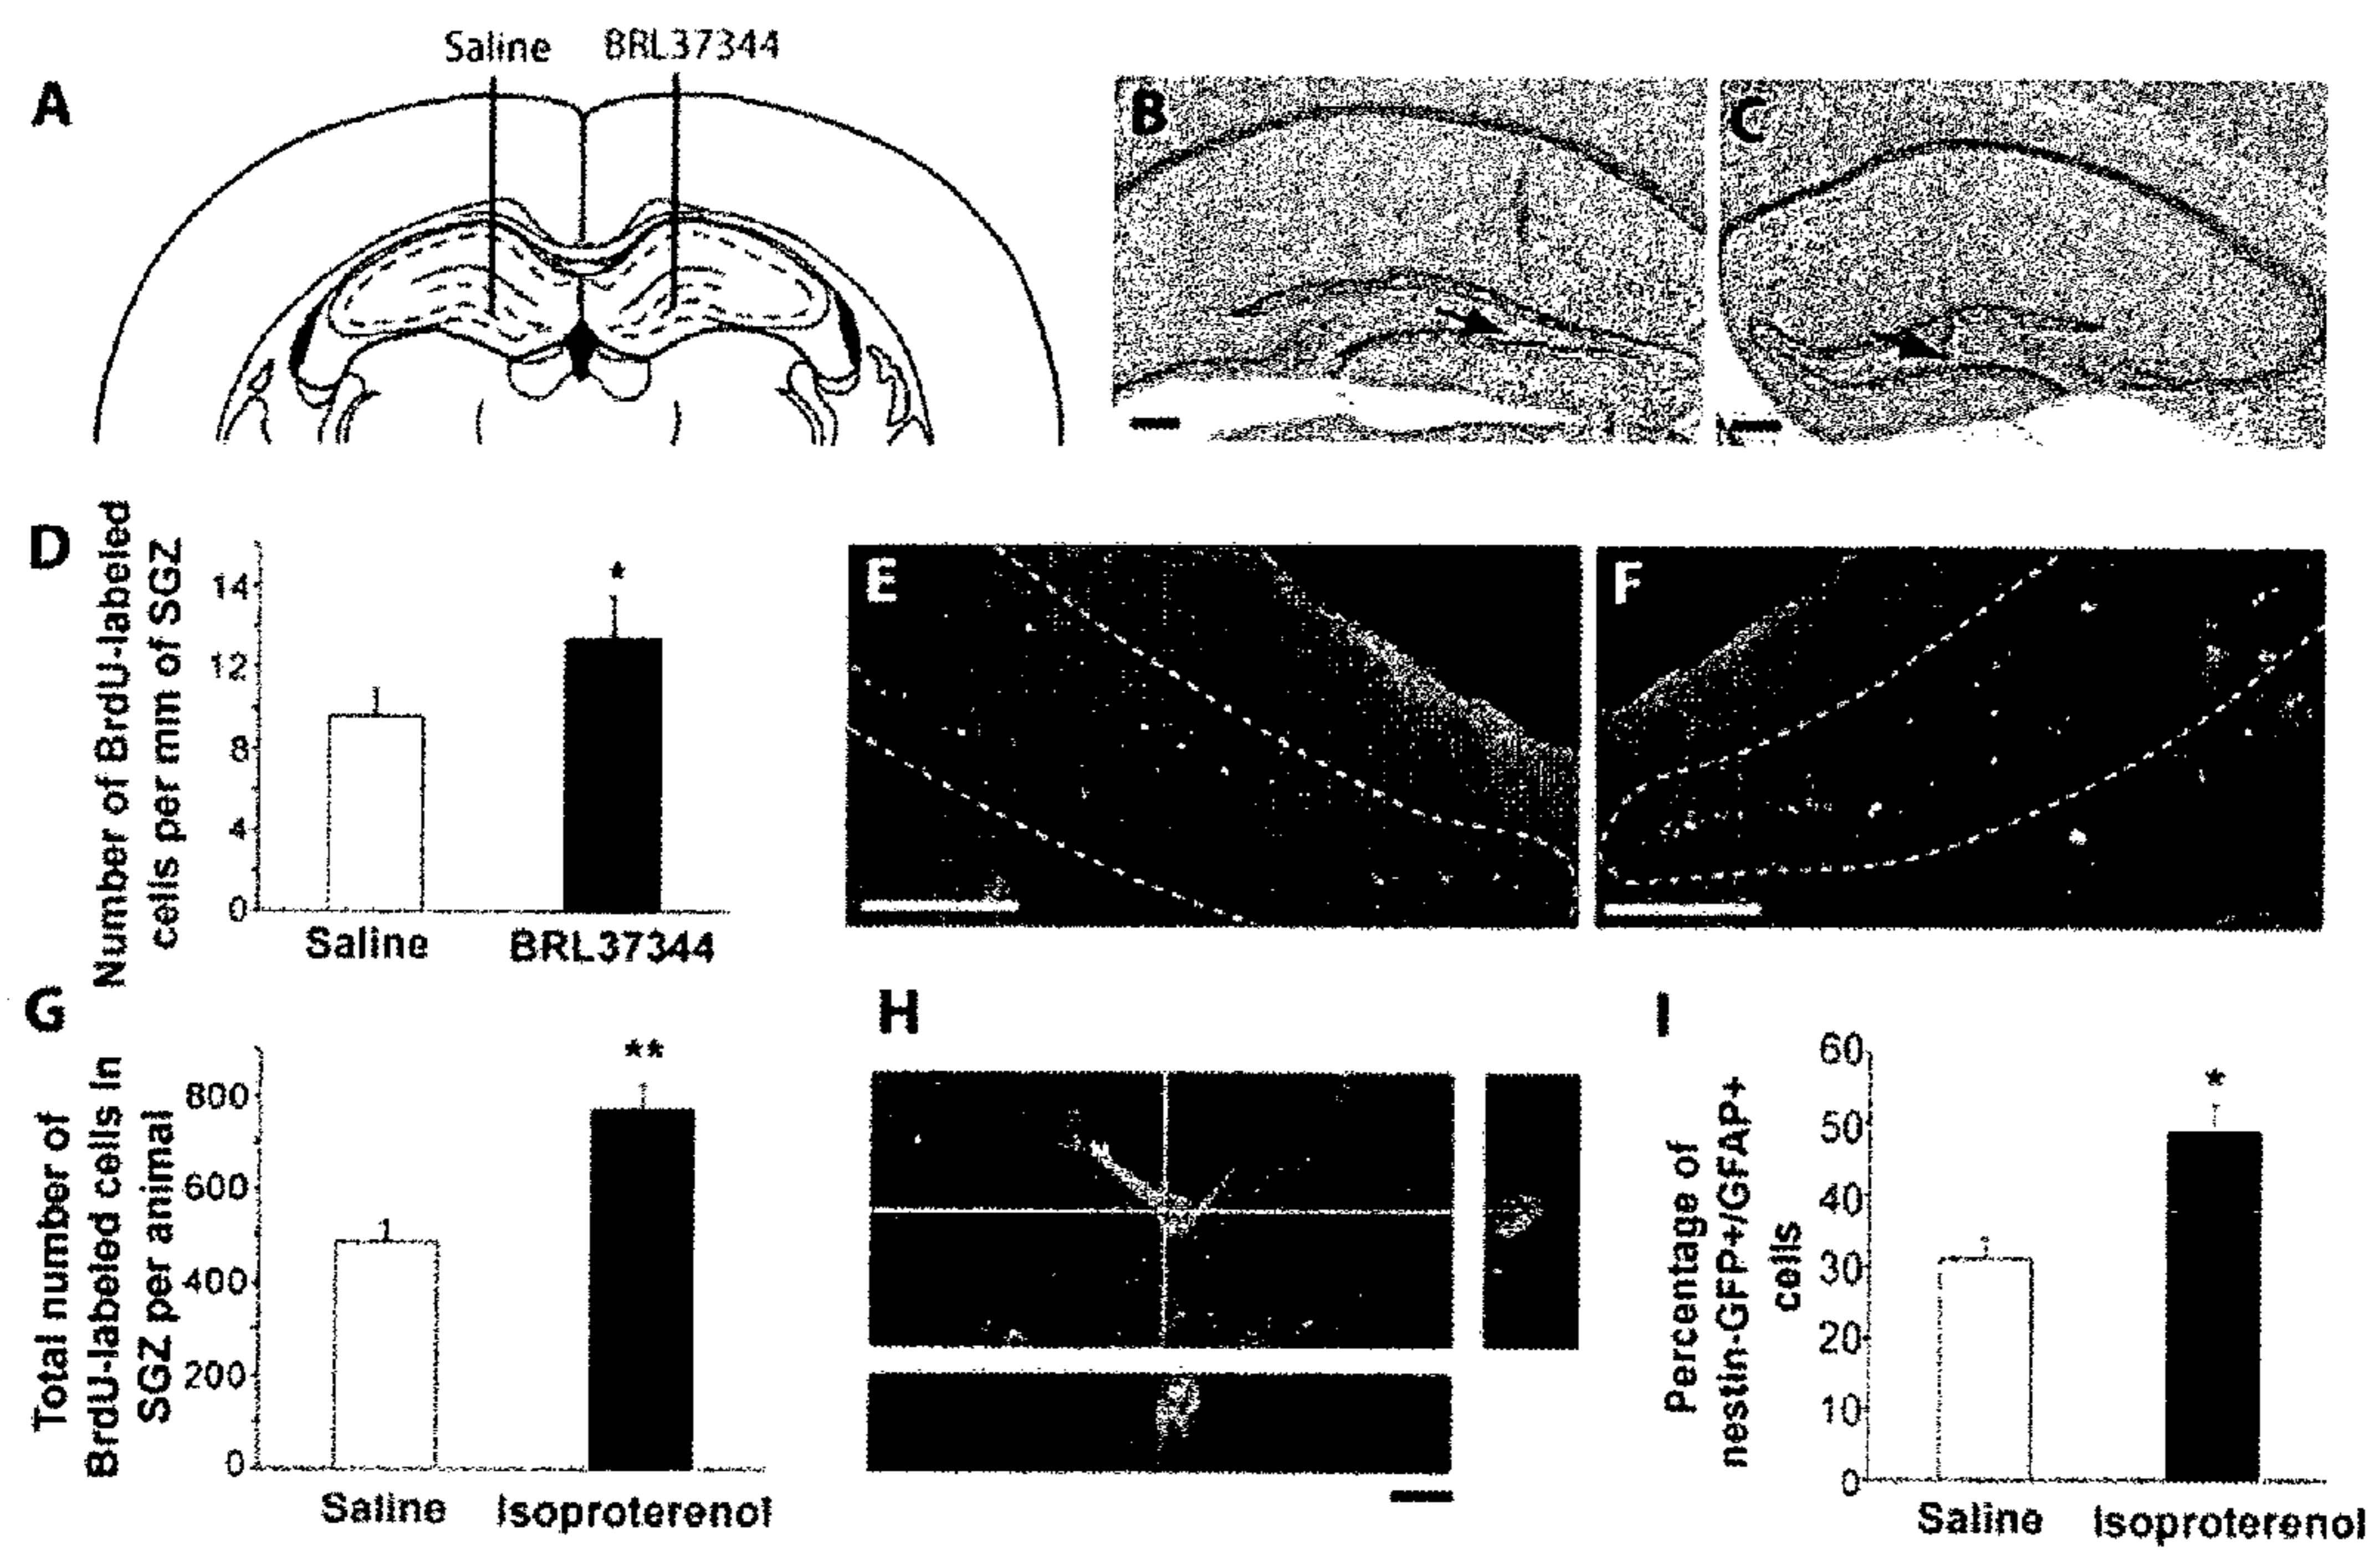 Saline BRL37344
A
B
C
D
Number of BrdU-labeled
cells per mm of SGZ
14
12
8
4
0
*
Saline BRL37344
E
F
G
Total number of
BrdU-labeled cells in
SGZ per animal
800
600
400
200
0
**
Saline Isoproterenol
H
I
Percentage of
nestin-GFP+/GFAP+
cells
60
50
40
30
20
10
0
*
Saline Isoproterenol